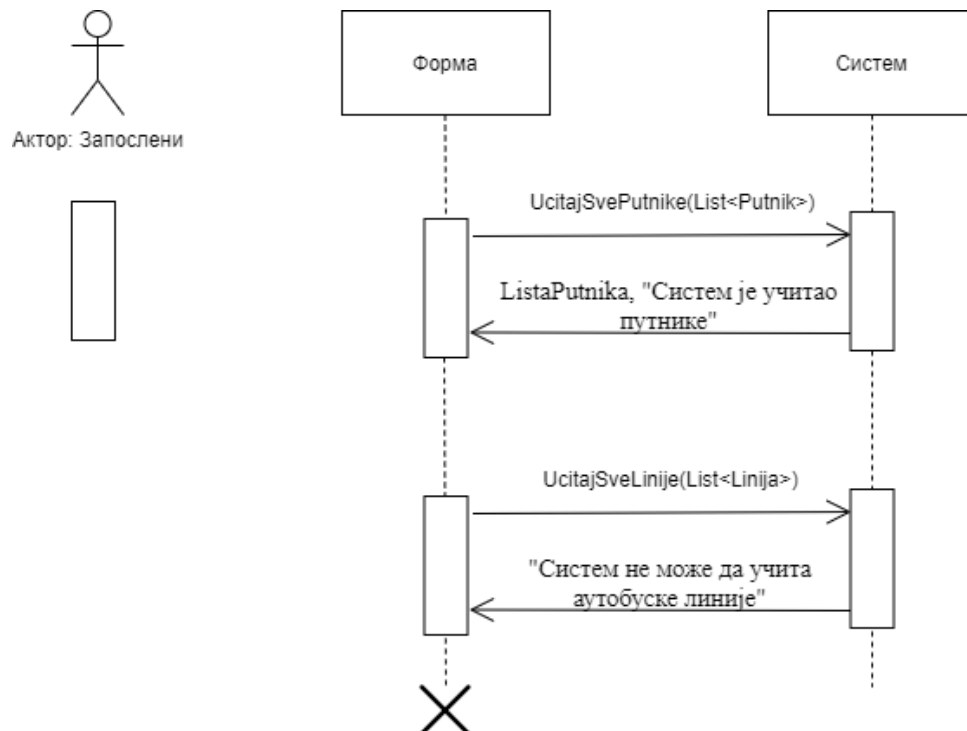 Форма
Систем
Актор: Запослени
UcitajSvePutnike(List<Putnik>)
ListaPutnika, "Систем је учитао
путнике"
UcitajSveLinije(List<Linija>)
"Систем не може да учита
аутобуске линије"